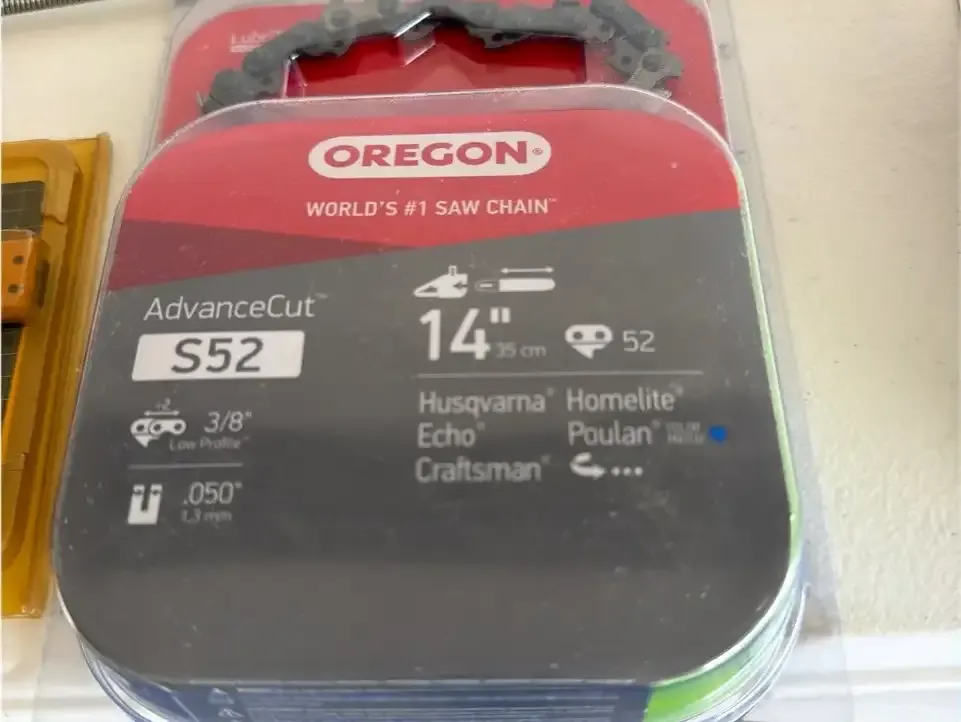 OREGON®
WORLD'S #1 SAW CHAIN™
AdvanceCut™
S52
14" 35 cm
52
3/8"
Low Profile™
.050"
1.3 mm
Husqvarna® Homelite®
Echo® Poulan®
Craftsman®